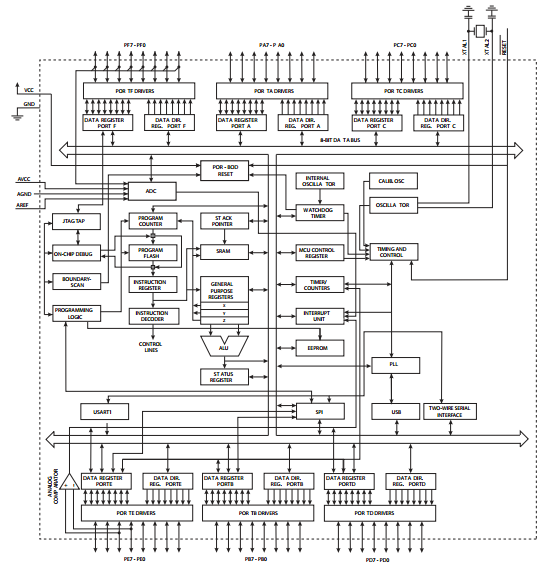 XTAL1
XTAL2
RESET
PF7 - PF0
PA7 - P A0
PC7 - PC0
VCC
GND
POR TF DRIVERS
POR TA DRIVERS
POR TC DRIVERS
DATA REGISTER
PORT F
DATA DIR.
REG. PORT F
DATA REGISTER
PORT A
DATA DIR.
REG. PORT A
DATA REGISTER
PORT C
DATA DIR.
REG. PORT C
8-BIT DA TA BUS
POR - BOD
RESET
INTERNAL
OSCILLA TOR
CALIB. OSC
AVCC
AGND
AREF
ADC
OSCILLA TOR
WATCHDOG
TIMER
JTAG TAP
PROGRAM
COUNTER
ST ACK
POINTER
ON-CHIP DEBUG
PROGRAM
FLASH
SRAM
MCU CONTROL
REGISTER
TIMING AND
CONTROL
BOUNDARY-
SCAN
INSTRUCTION
REGISTER
GENERAL
PURPOSE
REGISTERS
X
Y
Z
TIMER/
COUNTERS
PROGRAMMING
LOGIC
INSTRUCTION
DECODER
INTERRUPT
UNIT
CONTROL
LINES
ALU
EEPROM
PLL
ST ATUS
REGISTER
USART1
SPI
USB
TWO-WIRE SERIAL
INTERFACE
ANALOG
COMPARATOR
DATA REGISTER
PORTE
DATA DIR.
REG. PORTE
DATA REGISTER
PORTB
DATA DIR.
REG. PORTB
DATA REGISTER
PORTD
DATA DIR.
REG. PORTD
POR TE DRIVERS
POR TB DRIVERS
POR TD DRIVERS
PE7 - PE0
PB7 - PB0
PD7 - PD0